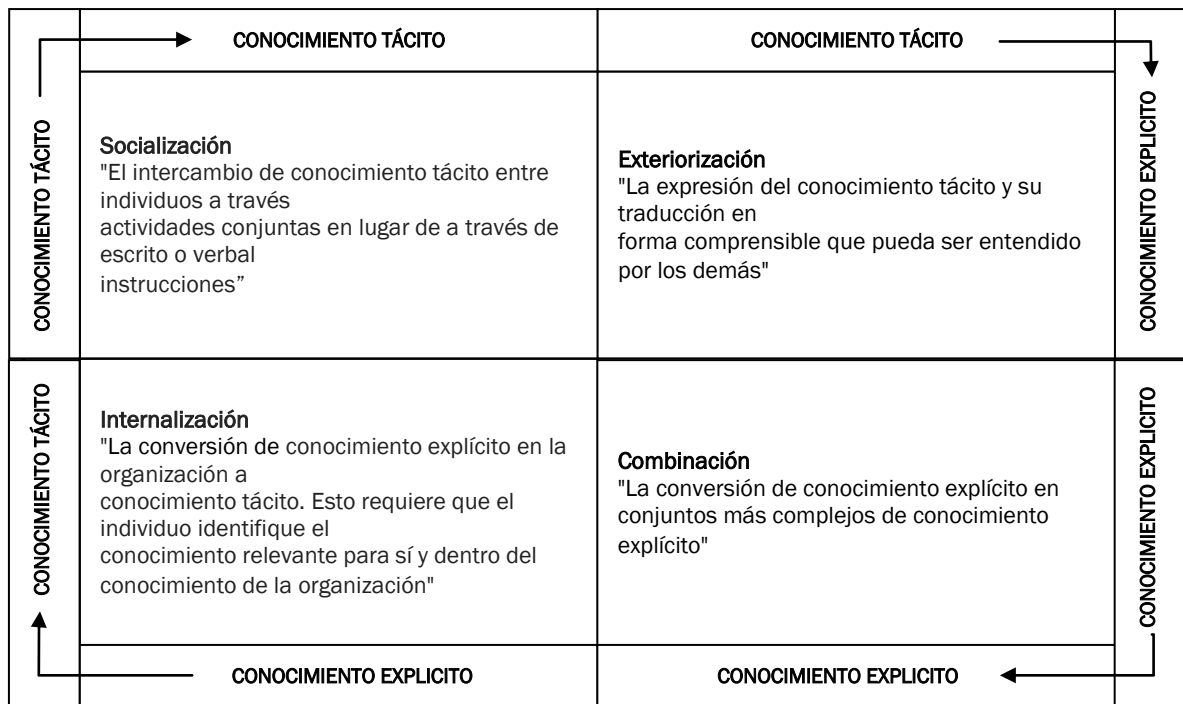 CONOCIMIENTO TÁCITO
CONOCIMIENTO TÁCITO
CONOCIMIENTO TÁCITO
Socialización
"El intercambio de conocimiento tácito entre
individuos a través
actividades conjuntas en lugar de a través de
escrito o verbal
instrucciones”
Exteriorización
"La expresión del conocimiento tácito y su
traducción en
forma comprensible que pueda ser entendido
por los demás"
CONOCIMIENTO EXPLICITO
CONOCIMIENTO TÁCITO
Internalización
"La conversión de conocimiento explícito en la
organización a
conocimiento tácito. Esto requiere que el
individuo identifique el
conocimiento relevante para sí y dentro del
conocimiento de la organización"
Combinación
"La conversión de conocimiento explícito en
conjuntos más complejos de conocimiento
explícito"
CONOCIMIENTO EXPLICITO
CONOCIMIENTO EXPLICITO
CONOCIMIENTO EXPLICITO